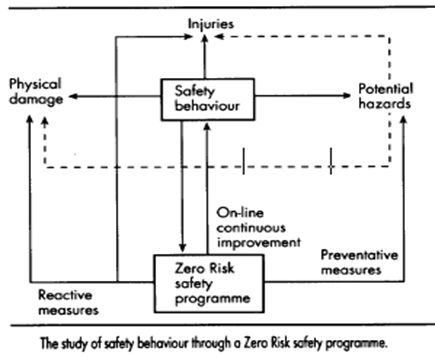 Injuries
Physical
damage
Safety
behaviour
Potential
hazards
On-line
continuous
improvement
Preventative
measures
Zero Risk
safety
programme
Reactive
measures
The study of safety behaviour through a Zero Risk safety programme.